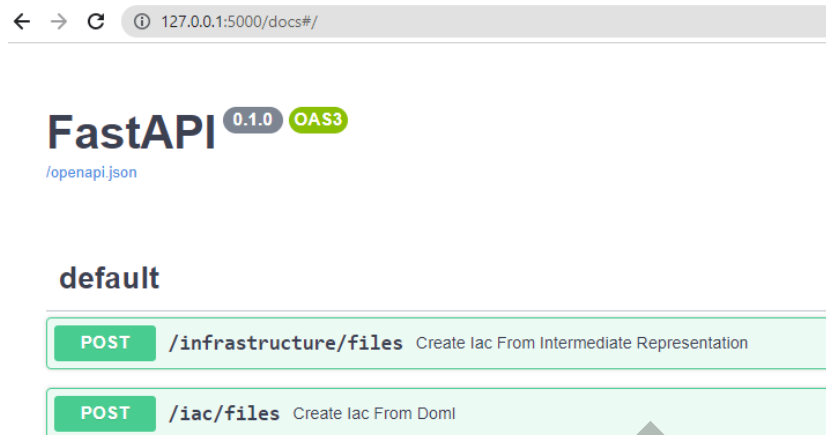 127.0.0.1:5000/docs#/
FastAPI 0.1.0 OAS3
/openapi.json
default
POST /infrastructure/files Create Iac From Intermediate Representation
POST /iac/files Create Iac From Doml